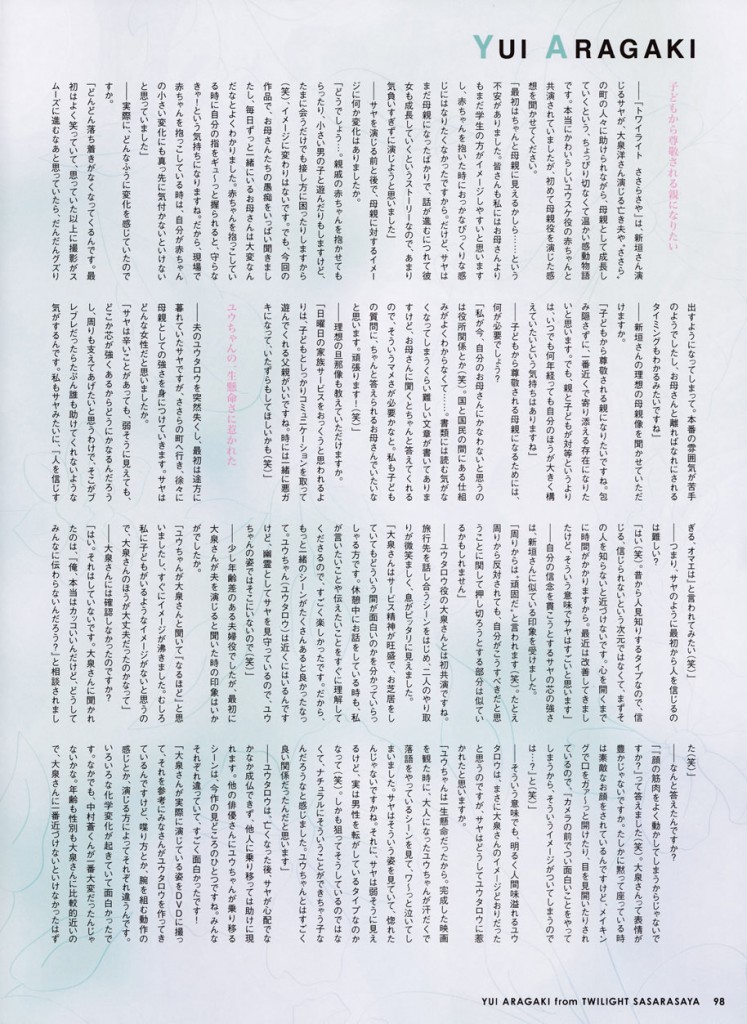 YUI ARAGAKI
子どもから尊敬される親になりたい
──『トワイライト ささらさや』は、新垣さん演
じるサヤが、大泉洋さん演じる亡き夫や、"ささら"
の町の人々に助けられながら、母親として成長し
ていくという、ちょっぴり切なくて温かい感動物語
です。本当にかわいらしいユウスケ役の赤ちゃんと
共演されていましたが、初めて母親役を演じた感
想を聞かせてください。
「最初はちゃんと母親に見えるかしら……という
不安がありました。皆さんも私にはお母さんより
もまだ学生の方がイメージしやすいと思います
し、赤ちゃんを抱いた時におっかなびっくりな感
じにはなりたくなかったですから。だけど、サヤは
まだ母親になったばかりで、話が進むにつれて彼
女も成長していくというストーリーなので、あまり
気負いすぎずに演じようと思いました」
──サヤを演じる前と後で、母親に対するイメー
ジに何か変化はありましたか。
「どうでしょう…。親戚の赤ちゃんを抱かせても
らったり、小さい男の子と遊んだりもしますけど、
たまに会うだけでも接し方に困ったりしますから
(笑)、イメージに変わりはないです。でも、今回の
作品で、お母さんたちの愚痴をいっぱい聞きまし
たし、毎日ずっと一緒にいるお母さんは大変なん
だなとよくわかりました。赤ちゃんを抱っこしてい
る時に自分の指をギューっと握られると、守らな
きゃーという気持ちになりますね。だから、現場で
赤ちゃんを抱っこしている時は、自分が赤ちゃん
の小さい変化にも真っ先に気付かないといけない
と思っていました」
──実際に、どんなふうに変化を感じていたので
すか。
「どんどん落ち着きがなくなってくるんです。最
初はよく笑っていて、思っていた以上に撮影がス
ムーズに進むなあと思っていたら、だんだんグズり
出すようになってしまって。本番の雰囲気が苦手
のようでしたし、お母さんと離ればなれにされる
タイミングもわかるみたいですね」
──新垣さんの理想の母親像を聞かせていただ
けますか。
「子どもから尊敬される親になりたいですね。包
み隠さずに、一番近くで寄り添える存在になりた
いと思います。でも、親と子どもが対等というより
は、いつでも何年経っても自分のほうが大きく構
えていたいという気持ちはありますね」
──子どもから尊敬される母親になるためには、
何が必要でしょう?
「私が今、自分のお母さんにかなわないと思うの
は役所関係とか(笑)。国と国民の間にある仕組
みがよくわからなくて……。書類には読む気がな
くなってしまうくらい難しい文章が書いてありま
すけど、お母さんに聞くとちゃんと答えてくれる
ので、そういうマメさが必要かなと。私も子ども
の質問に、ちゃんと答えられるお母さんでいたいな
と思います。頑張ります!(笑)」
──理想の旦那像も教えていただけますか。
「日曜日の家族サービスをおっくうと思われるよ
りは、子どもとしっかりコミュニケーションを取って
遊んでくれる父親がいいですね。時には一緒に悪ガ
キになって、いたずらもしてほしいかも(笑)」
ユウちゃんの一生懸命さに惹かれた
──夫のユウタロウを突然亡くし、最初は途方に
暮れていたサヤですが、ささらの町へ行き、徐々に
母親としての強さを身につけていきます。サヤは
どんな女性だと思いましたか。
「サヤは辛いことがあっても、弱そうに見えても、
どこか芯が強くあるからどうにかなるんだろう
し、周りも支えてあげたいと思うわけで、そこがブ
レブレだったらたぶん誰も助けてくれないような
気がするんです。私もサヤみたいに、『人を信じす
ぎる、オマエは』と言われてみたい(笑)」
──つまり、サヤのように最初から人を信じるの
は難しい?
「はい(笑)。昔から人見知りするタイプなので、信
じる、信じられないという次元ではなくて、まずそ
の人を知らないと近づけないです。心を開くまで
に時間がかかりますから。最近は改善してきまし
たけど、そういう意味でサヤはすごいと思います」
──自分の信念を貫こうとするサヤの芯の強さ
は、新垣さんに似ている印象を受けました。
「周りからは"頑固だ"と言われます(笑)。たとえ
周りから反対されても、自分がこうすべきだと思
うことに関して押し切ろうとする部分は似てい
るかもしれません」
──ユウタロウ役の大泉さんとは初共演ですね。
旅行先を話し合うシーンをはじめ、二人のやり取
りが微笑ましく、息がピッタリに見えました。
「大泉さんはサービス精神が旺盛で、お芝居をし
ていてもどういう間が面白いのかを分かっていらっ
しゃる方です。休憩中にお話をしている時も、私
が言いたいことや伝えたいことをすぐに理解して
くださるので、すごく楽しかったです。だから、
もっと一緒のシーンがたくさんあると良かったなっ
て。ユウちゃん(ユウタロウ)は近くにはいるんです
けど、幽霊としてサヤを見守っているので、ユウ
ちゃんの姿ではそこにいないので(笑)」
──少し年齢差のある夫婦役でしたが、最初に
大泉さんが夫を演じると聞いた時の印象はいか
がでしたか。
「ユウちゃんが大泉さんと聞いて『なるほど』と思
いましたし、すぐにイメージが湧きました。むしろ
私に子どもがいるようなイメージがないと思うの
で、大泉さんのほうが大丈夫だったのかなって」
──大泉さんには確認しなかったのですか?
「はい。それはしていないです。大泉さんに聞かれ
たのは、『俺、本当はカッコいいんだけど、どうして
みんなに伝わらないんだろう?』と相談されまし
た(笑)」
──なんと答えたんですか?
「『顔の筋肉をよく動かしてしまうからじゃないで
すか?』って答えました(笑)。大泉さんって表情が
豊かじゃないですか。たしかに黙って座っている時
は素敵なお顔をされているんですけど、メイキン
グで口をガァ〜っと開けたり、目を見開いたりされ
ているので、『カメラの前でつい面白いことをやって
しまうから、そういうイメージがついてしまうので
は…?』と(笑)」
──そういう意味でも、明るく人間味溢れるユウ
タロウは、まさに大泉さんのイメージどおりだった
と思うのですが、サヤはどうしてユウタロウに惹
かれたと思いますか。
「ユウちゃんは一生懸命だったから。完成した映画
を観た時に、大人になったユウちゃんが汗だくで
落語をやっているシーンを見て、ワ〜っと泣いてし
まいました。サヤはそういう姿を見ていて、惚れた
んじゃないですかね。それに、サヤは弱そうに見え
るけど、実は男性を転がしているタイプなのか
なって(笑)。しかも狙ってそうしているのではな
くて、ナチュラルにそういうことができちゃう子な
んだろうなと感じました。ユウちゃんとはすごく
良い関係だったんだと思います」
──ユウタロウは、亡くなった後、サヤが心配でな
かなか成仏できず、他人に乗り移っては助けに現
れます。他の俳優さんにユウちゃんが乗り移る
シーンは、今作の見どころのひとつですね。みんな
それぞれ違っていて、すごく面白かったです!
「大泉さんが実際に演じている姿をDVDに撮っ
て、それを参考にみなさんがユウタロウを作ってき
ているんですけど、喋り方とか、腕を組む動作の
感じとか、演じる方によってそれぞれ違うんです。
いろいろな化学変化が起きていて面白かったで
す。なかでも、中村蒼くんが一番大変だったんじゃ
ないかな。年齢も性別も大泉さんに比較的近いの
で、大泉さんに一番近づけないといけなかったはず
YUI ARAGAKI from TWILIGHT SASARASAYA 98